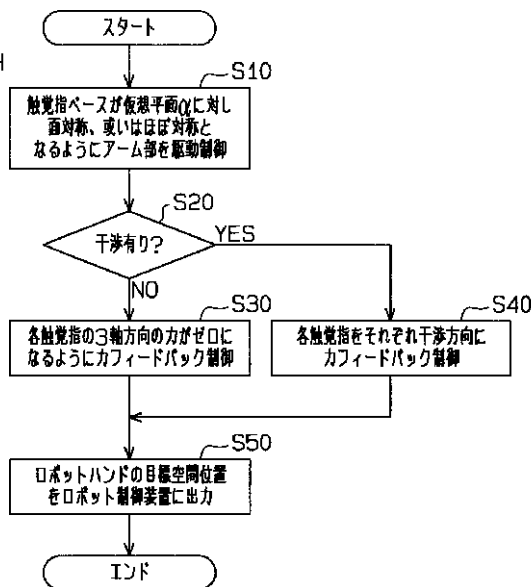 スタート
S10
触覚指ベースが仮想平面αに対し
面対称、或いはほぼ対称と
なるようにアーム部を駆動制御
S20
干渉有り?
YES
NO
S30
各触覚指の3軸方向の力がゼロに
なるように力フィードバック制御
S40
各触覚指をそれぞれ干渉方向に
力フィードバック制御
S50
ロボットハンドの目標空間位置
をロボット制御装置に出力
エンド